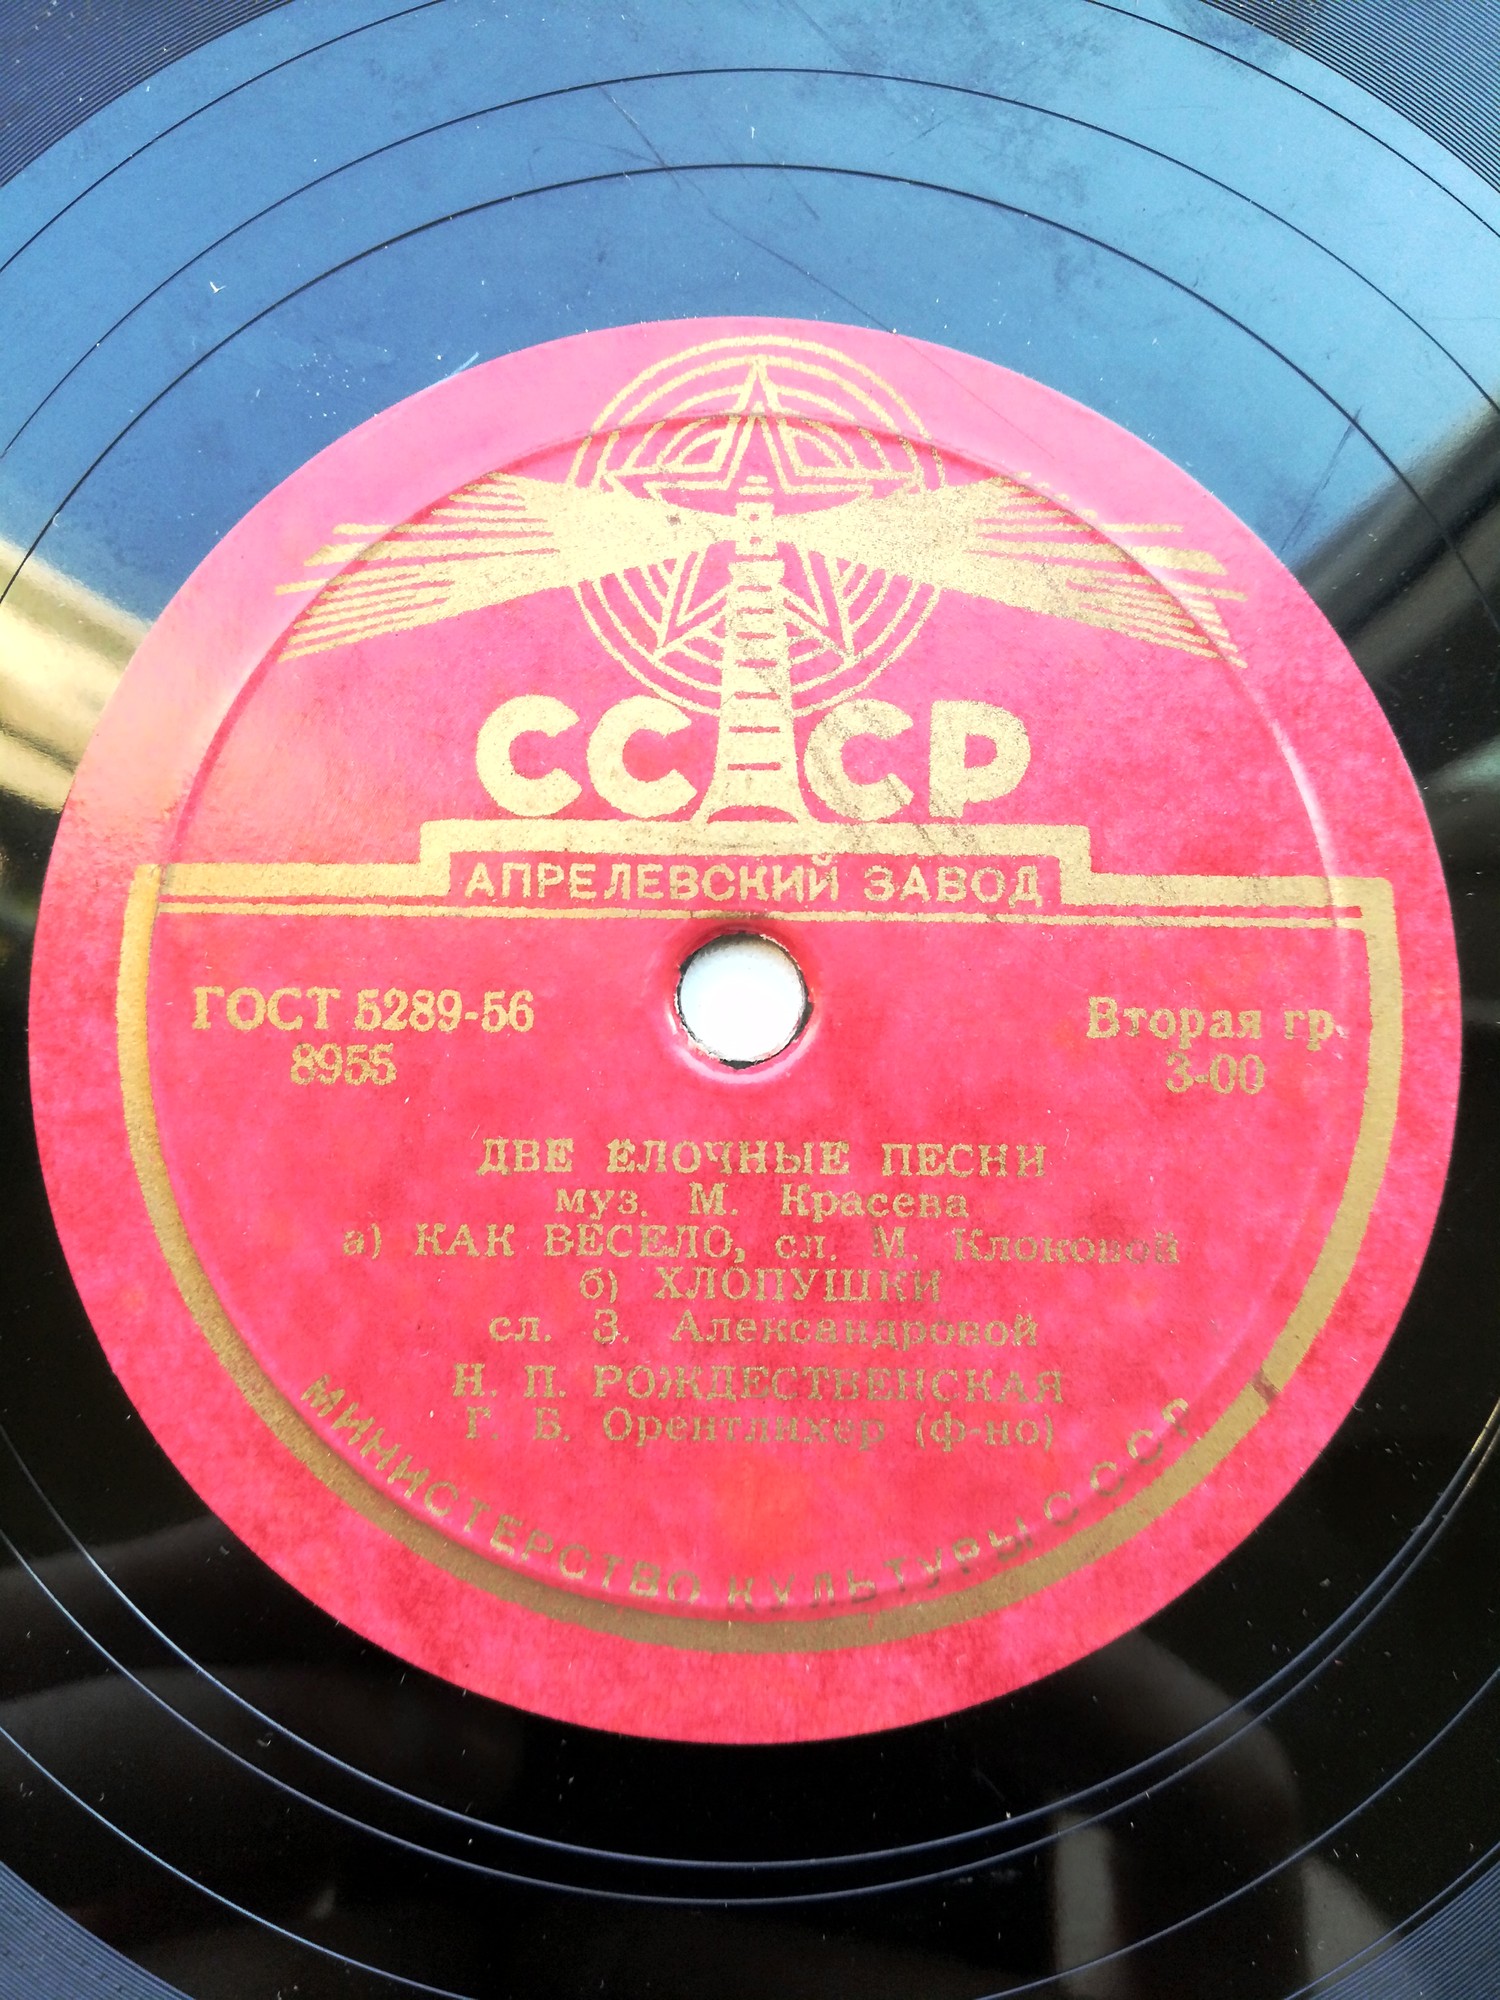 СССР
АПРЕЛЕВСКИЙ ЗАВОД
ГОСТ 5289-56
8955
Вторая гр.
3-00
ДВЕ ЁЛОЧНЫЕ ПЕСНИ
муз. М. Красева
а) КАК ВЕСЕЛО, сл. М. Клоковой
б) ХЛОПУШКИ
сл. З. Александровой
Н. П. РОЖДЕСТВЕНСКАЯ
Г. Б. Орентлихер (ф-но)
МИНИСТЕРСТВО КУЛЬТУРЫ СССР